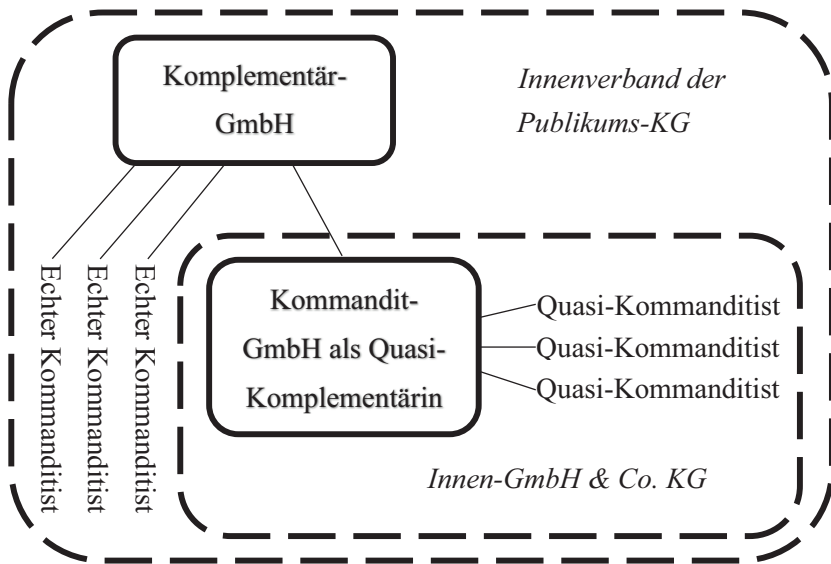 Komplementär-
GmbH
Innenverband der
Publikums-KG
Echter Kommanditist
Echter Kommanditist
Echter Kommanditist
Kommandit-
GmbH als Quasi-
Komplementärin
Quasi-Kommanditist
Quasi-Kommanditist
Quasi-Kommanditist
Innen-GmbH & Co. KG